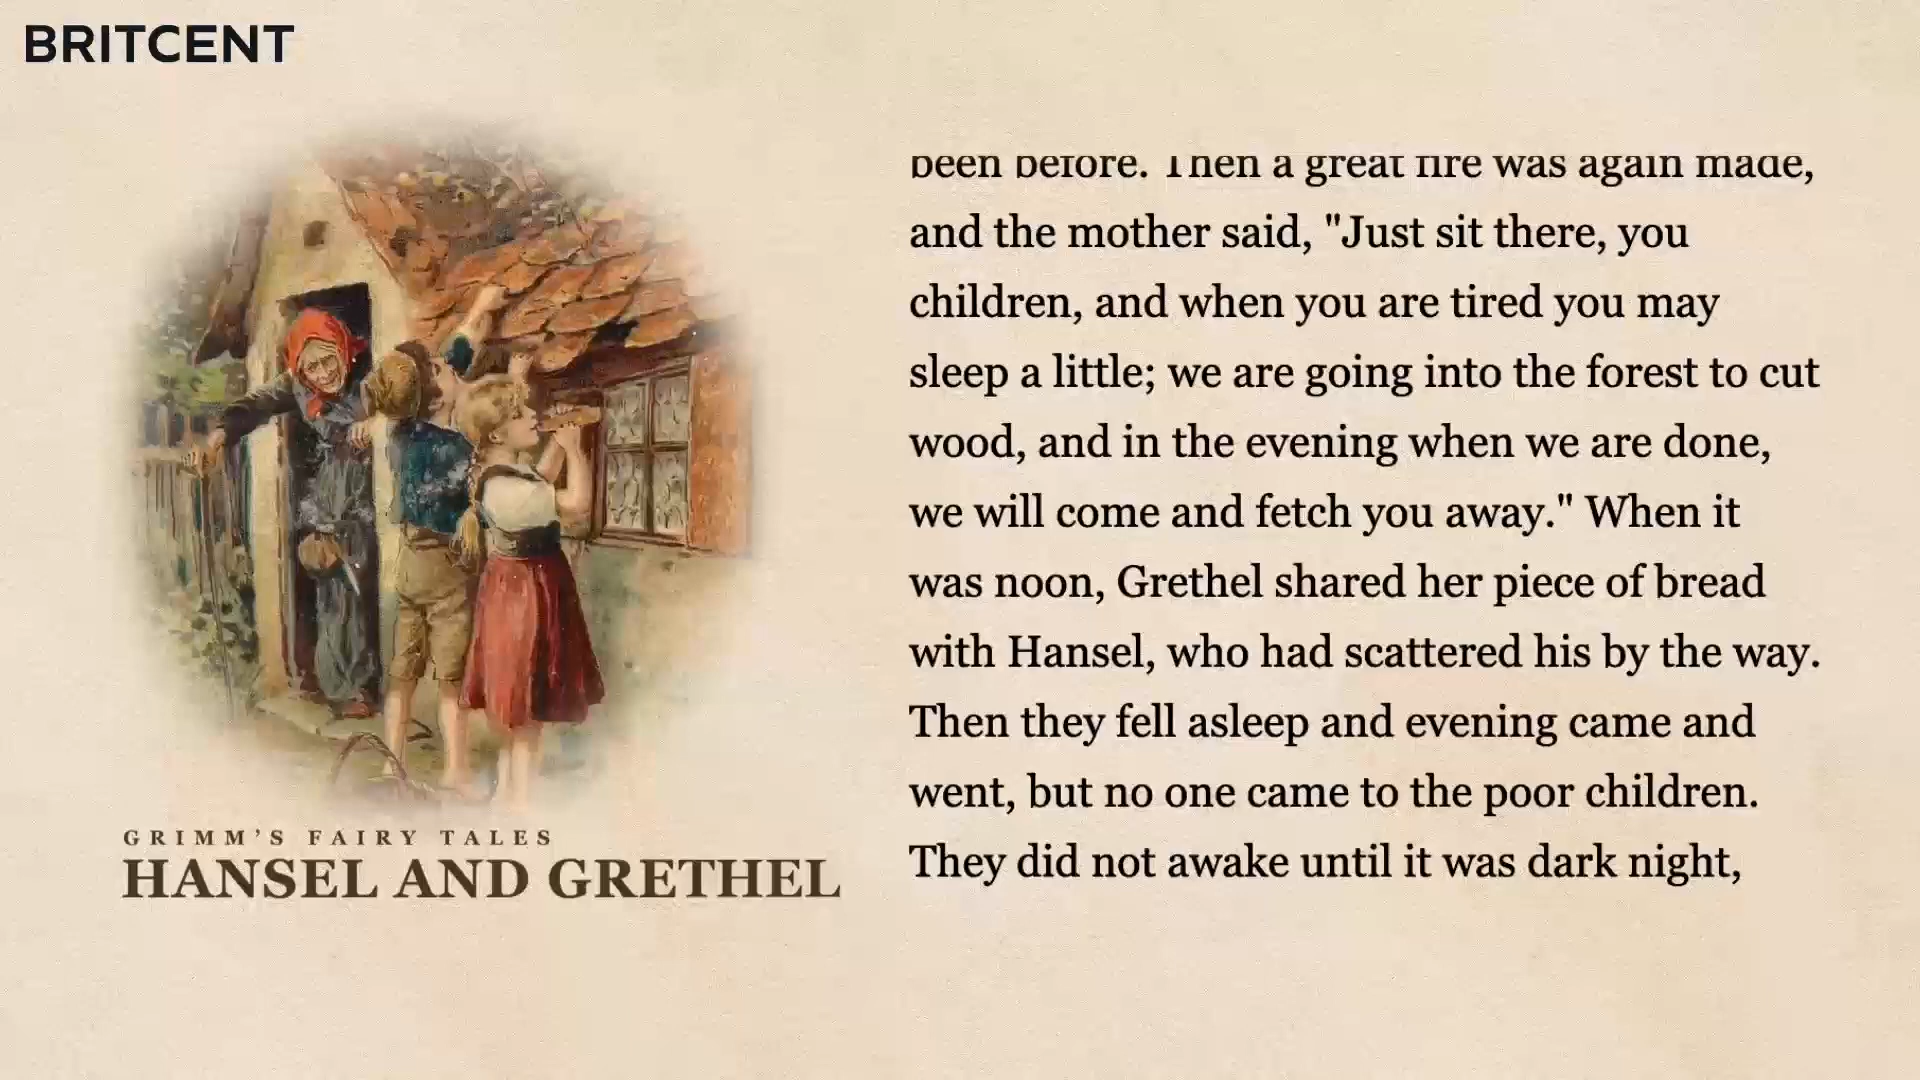 BRITCENT
been before. Then a great fire was again made,
and the mother said, "Just sit there, you
children, and when you are tired you may
sleep a little; we are going into the forest to cut
wood, and in the evening when we are done,
we will come and fetch you away." When it
was noon, Grethel shared her piece of bread
with Hansel, who had scattered his by the way.
Then they fell asleep and evening came and
went, but no one came to the poor children.
They did not awake until it was dark night,
GRIMM'S FAIRY TALES
HANSEL AND GRETHEL